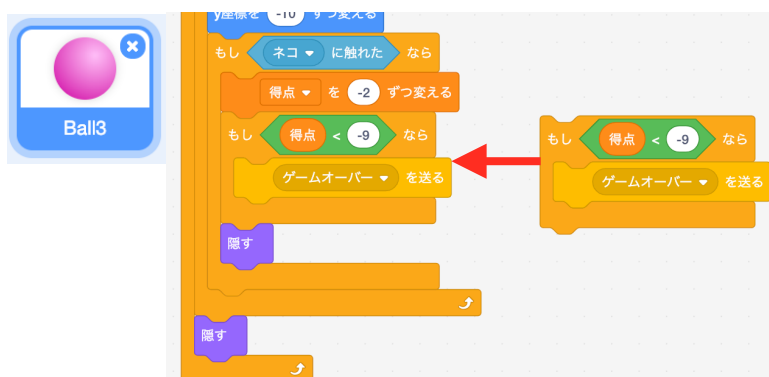 y座標を -10 ずつ変える
もし ネコ に触れた なら
得点 を -2 ずつ変える
もし 得点 < -9 なら
ゲームオーバー を送る
隠す
隠す
もし 得点 < -9 なら
ゲームオーバー を送る
Ball3